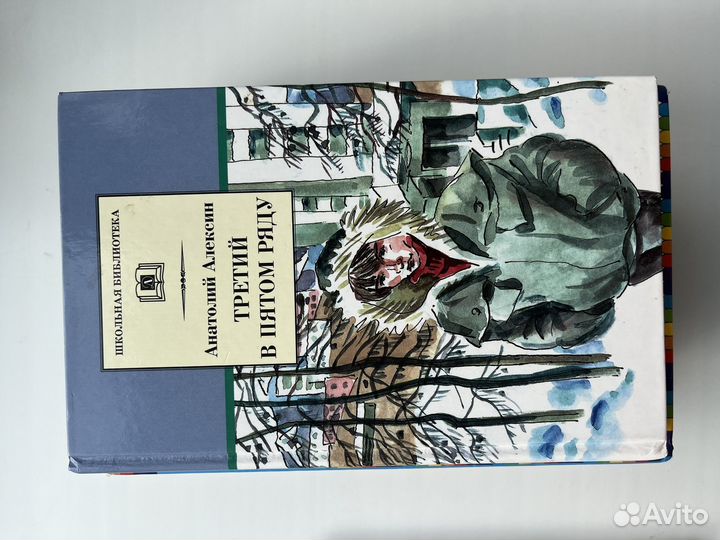 ШКОЛЬНАЯ БИБЛИОТЕКА
Анатолий Алексин
ТРЕТИЙ
В ПЯТОМ РЯДУ
Avito